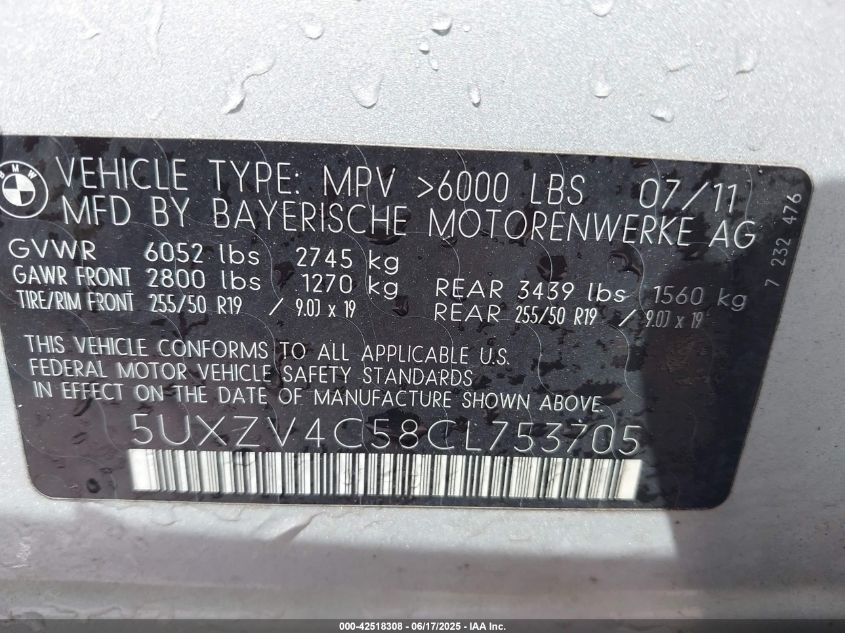 BMW
VEHICLE TYPE: MPV >6000 LBS 07/11
MFD BY BAYERISCHE MOTORENWERKE AG
GVWR 6052 lbs 2745 kg
GAWR FRONT 2800 lbs 1270 kg REAR 3439 lbs 1560 kg
TIRE/RIM FRONT 255/50 R19 / 9.0J x 19 REAR 255/50 R19 / 9.0J x 19
THIS VEHICLE CONFORMS TO ALL APPLICABLE U.S.
FEDERAL MOTOR VEHICLE SAFETY STANDARDS
IN EFFECT ON THE DATE OF MANUFACTURE SHOWN ABOVE.
5UXZV4C58CL753705
7 232 476
000-42518308 - 06/17/2025 - IAA Inc.